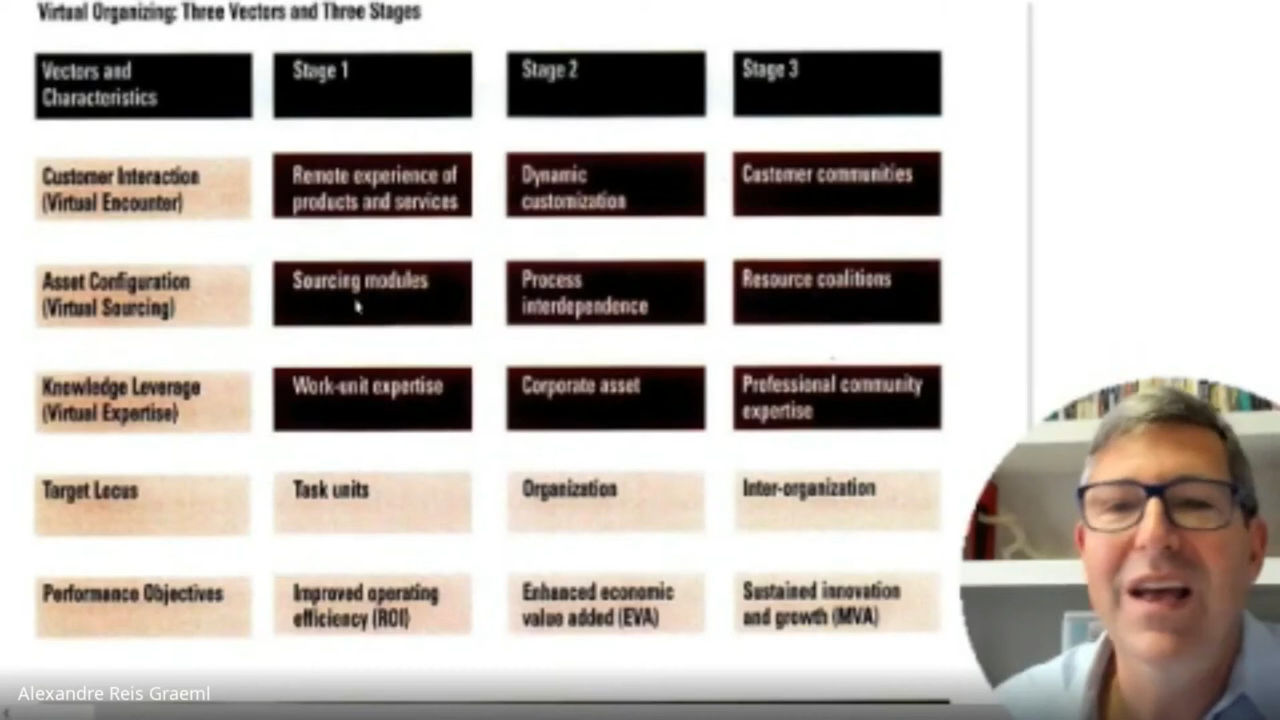 Virtual Organizing: Three Vectors and Three Stages
Vectors and
Characteristics
Stage 1
Stage 2
Stage 3
Customer Interaction
(Virtual Encounter)
Remote experience of
products and services
Dynamic
customization
Customer communities
Asset Configuration
(Virtual Sourcing)
Sourcing modules
Process
interdependence
Resource coalitions
Knowledge Leverage
(Virtual Expertise)
Work-unit expertise
Corporate asset
Professional community
expertise
Target Locus
Task units
Organization
Inter-organization
Performance Objectives
Improved operating
efficiency (ROI)
Enhanced economic
value added (EVA)
Sustained innovation
and growth (MVA)
Alexandre Reis Graeml